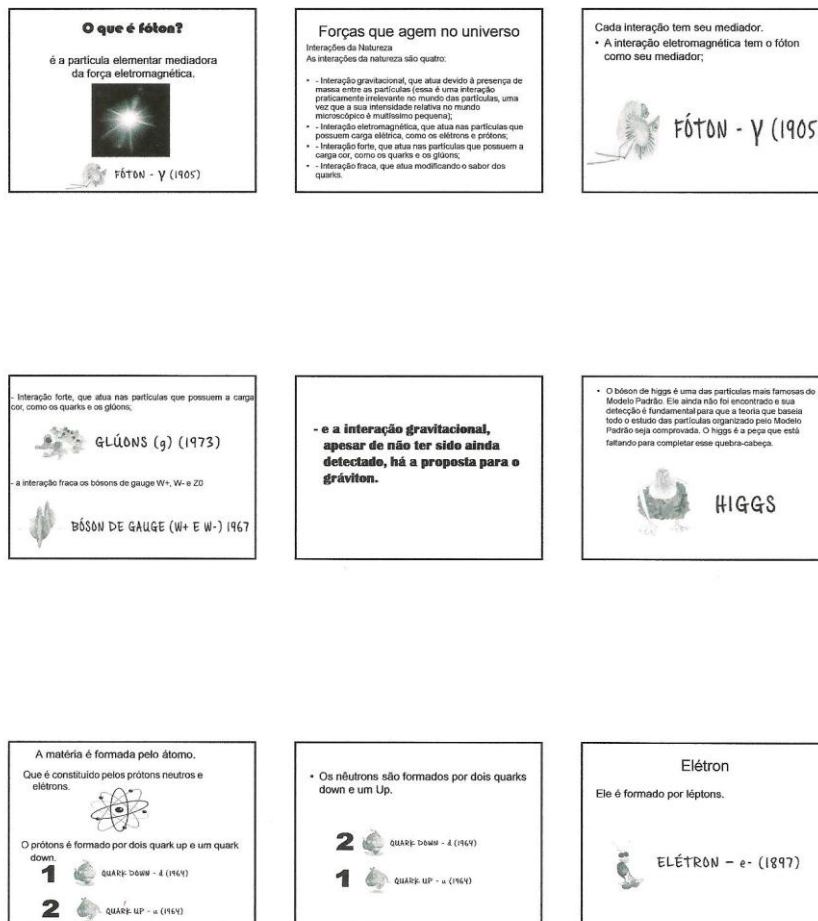 O que é fóton?
é a partícula elementar mediadora
da força eletromagnética.
FÓTON - γ (1905)
Forças que agem no universo
Interações da Natureza
As interações da natureza são quatro:
• - Interação gravitacional, que atua devido à presença de
massa entre as partículas (essa é uma interação
praticamente irrelevante no mundo das partículas, uma
vez que a sua intensidade relativa no mundo
microscópico é muitíssimo pequena);
• - Interação eletromagnética, que atua nas partículas que
possuem carga elétrica, como os elétrons e prótons;
• - Interação forte, que atua nas partículas que possuem a
carga cor, como os quarks e os glúons;
• - Interação fraca, que atua modificando o sabor dos
quarks.
Cada interação tem seu mediador.
• A interação eletromagnética tem o fóton
como seu mediador;
FÓTON - γ (1905
- Interação forte, que atua nas partículas que possuem a carga
cor, como os quarks e os glúons;
GLÚONS (g) (1973)
- a interação fraca os bósons de gauge W+, W- e Z0
BÓSON DE GAUGE (W+ E W-) 1967
- e a interação gravitacional,
apesar de não ter sido ainda
detectado, há a proposta para o
gráviton.
• O bóson de higgs é uma das partículas mais famosas do
Modelo Padrão. Ele ainda não foi encontrado e sua
detecção é fundamental para que a teoria que baseia
todo o estudo das partículas organizado pelo Modelo
Padrão seja comprovada. O higgs é a peça que está
faltando para completar esse quebra-cabeça.
HIGGS
A matéria é formada pelo átomo.
Que é constituído pelos prótons neutros e
elétrons.
O prótons é formado por dois quark up e um quark
down.
1 QUARK DOWN - d (1964)
2 QUARK UP - u (1964)
• Os nêutrons são formados por dois quarks
down e um Up.
2 QUARK DOWN - d (1964)
1 QUARK UP - u (1964)
Elétron
Ele é formado por léptons.
ELÉTRON - e- (1897)